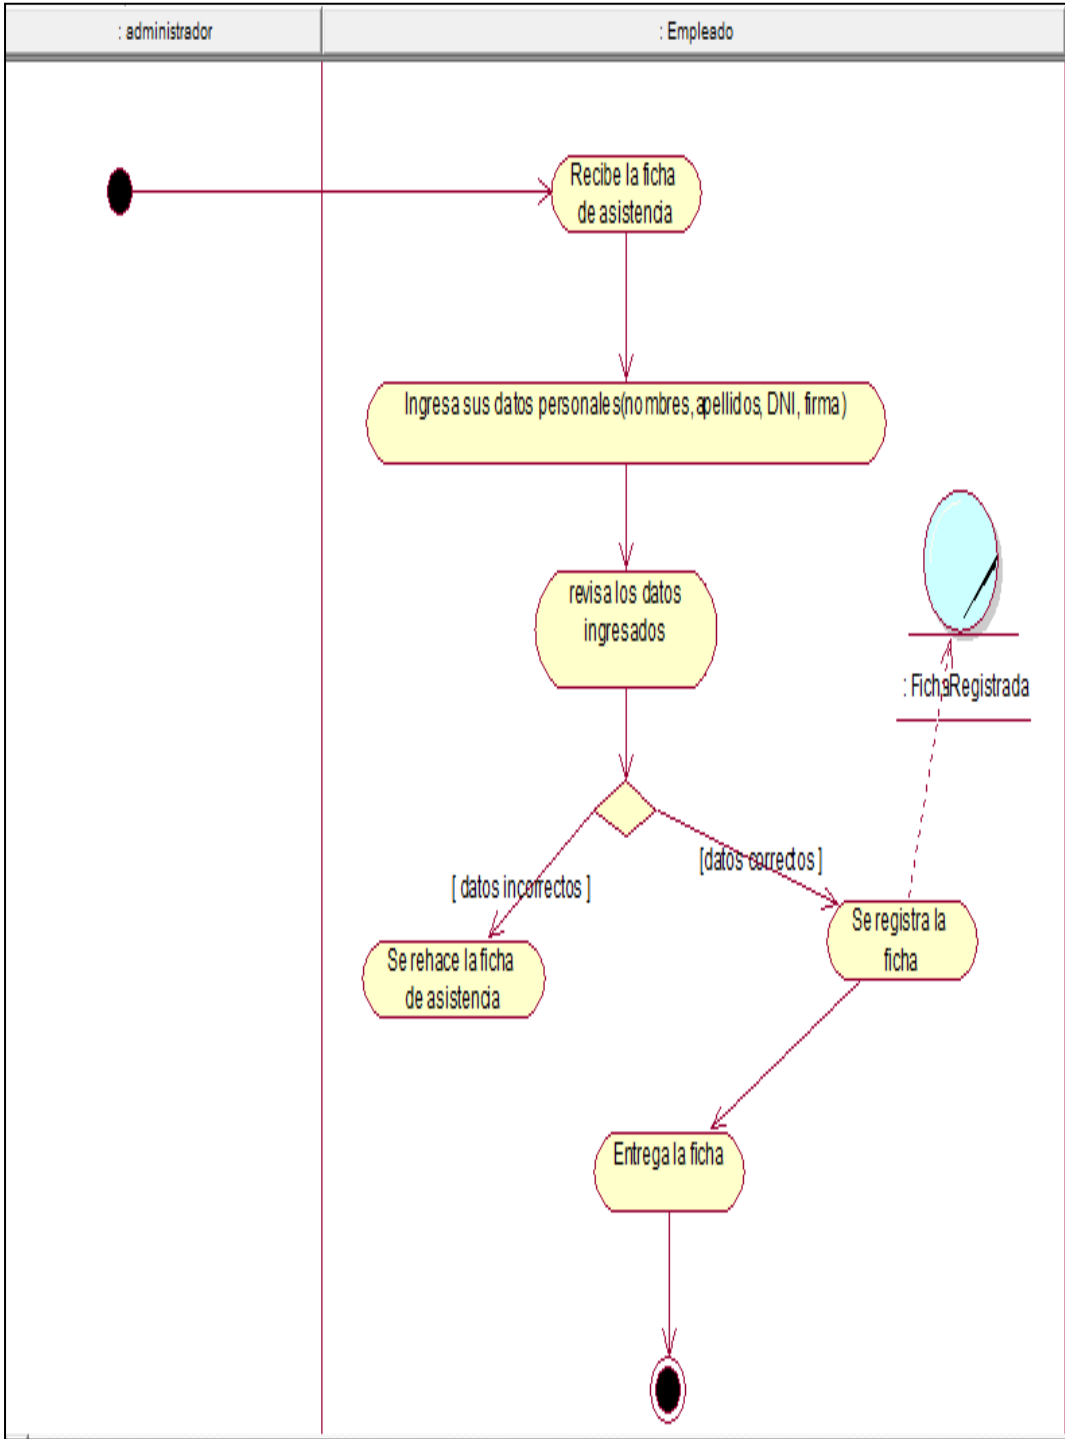 : administrador
: Empleado
Recibe la ficha
de asistencia
Ingresa sus datos personales(nombres, apellidos, DNI, firma)
revisa los datos
ingresados
: FichaRegistrada
[datos correctos ]
[ datos incorrectos ]
Se registra la
ficha
Se rehace la ficha
de asistencia
Entrega la ficha